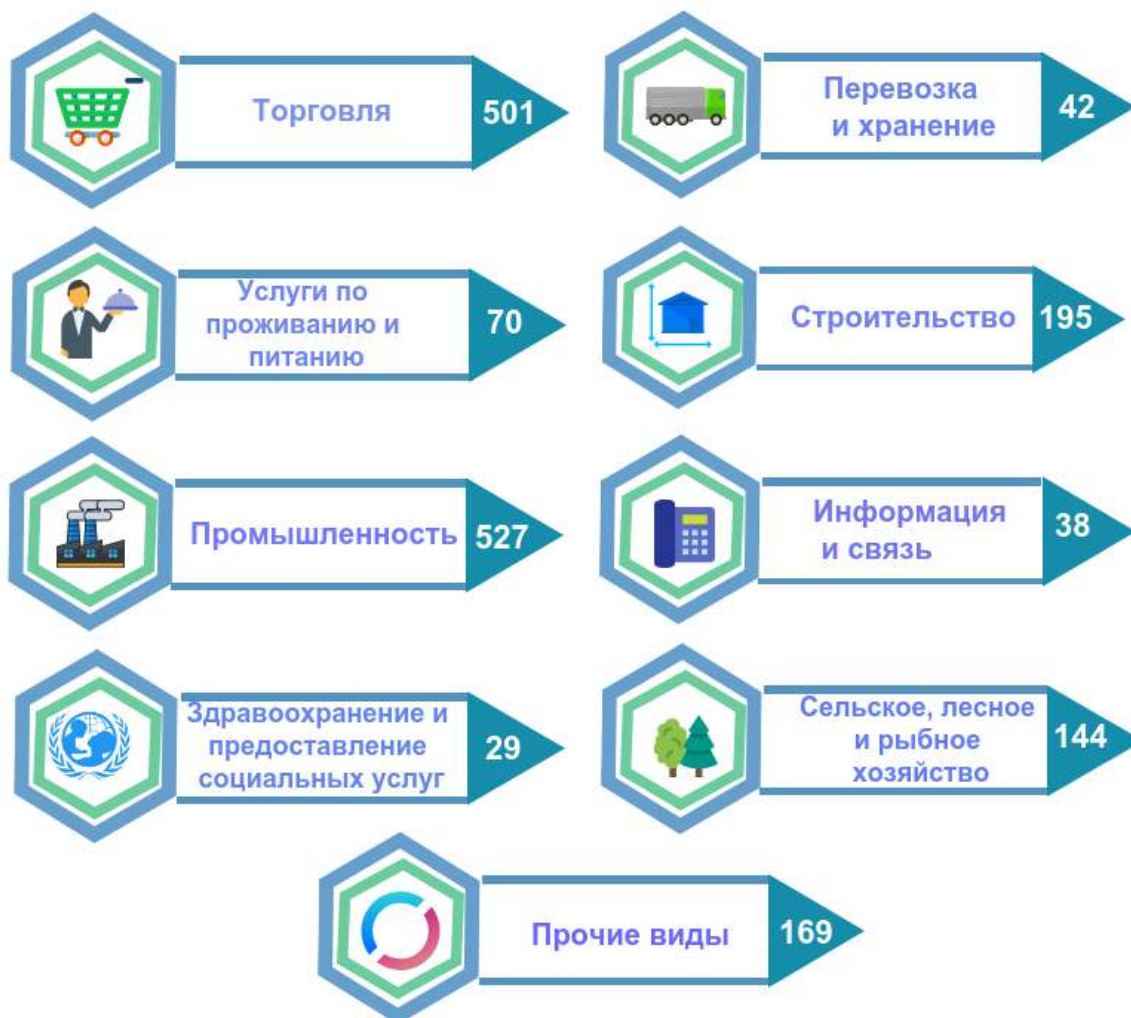 Торговля
501
Перевозка
и хранение
42
Услуги по
проживанию и
питанию
70
Строительство
195
Промышленность
527
Информация
и связь
38
Здравоохранение и
предоставление
социальных услуг
29
Сельское, лесное
и рыбное
хозяйство
144
Прочие виды
169